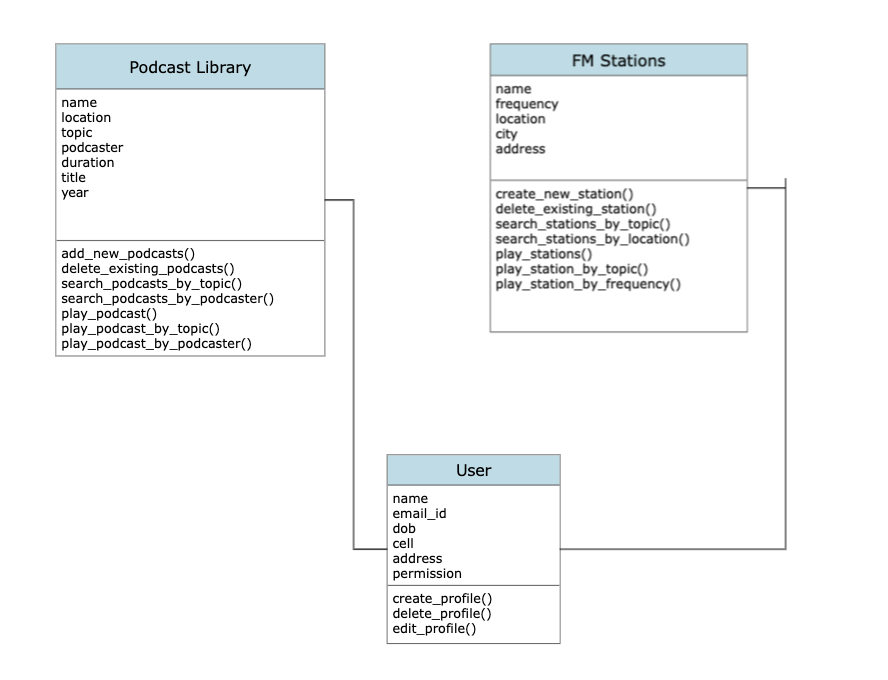 Podcast Library
name
location
topic
podcaster
duration
title
year
add_new_podcasts()
delete_existing_podcasts()
search_podcasts_by_topic()
search_podcasts_by_podcaster()
play_podcast()
play_podcast_by_topic()
play_podcast_by_podcaster()
FM Stations
name
frequency
location
city
address
create_new_station()
delete_existing_station()
search_stations_by_topic()
search_stations_by_location()
play_stations()
play_station_by_topic()
play_station_by_frequency()
User
name
email_id
dob
cell
address
permission
create_profile()
delete_profile()
edit_profile()